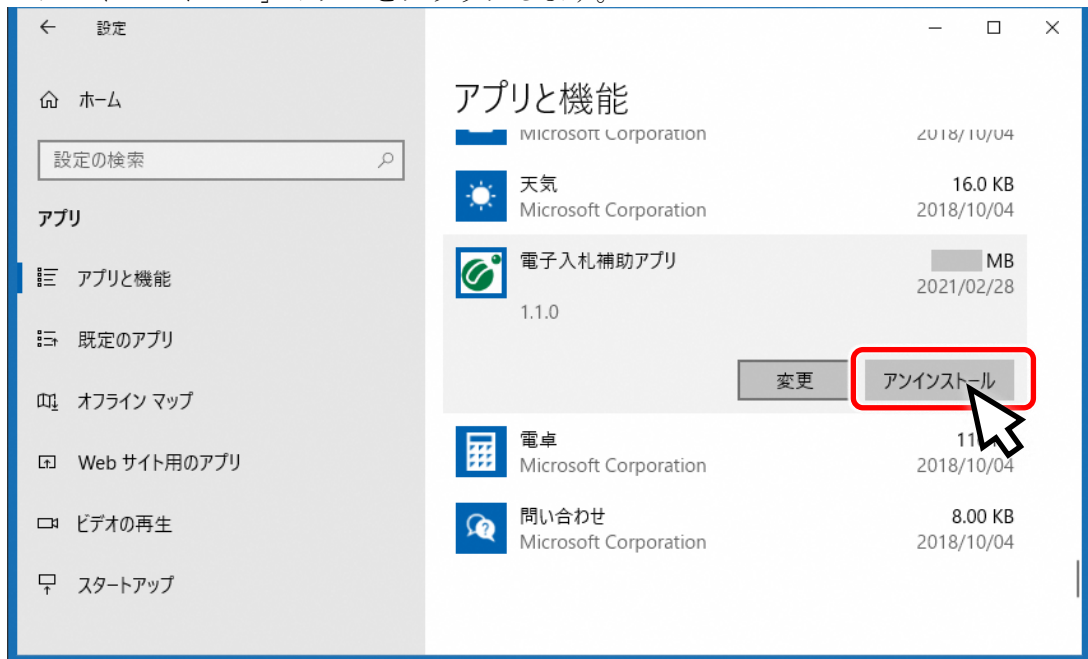 設定
ホーム
設定の検索
アプリ
アプリと機能
既定のアプリ
オフライン マップ
Web サイト用のアプリ
ビデオの再生
スタートアップ
アプリと機能
Microsoft Corporation 2018/10/04
天気 16.0 KB
Microsoft Corporation 2018/10/04
電子入札補助アプリ MB
2021/02/28
1.1.0
変更 アンインストール
電卓
Microsoft Corporation 2018/10/04
問い合わせ 8.00 KB
Microsoft Corporation 2018/10/04